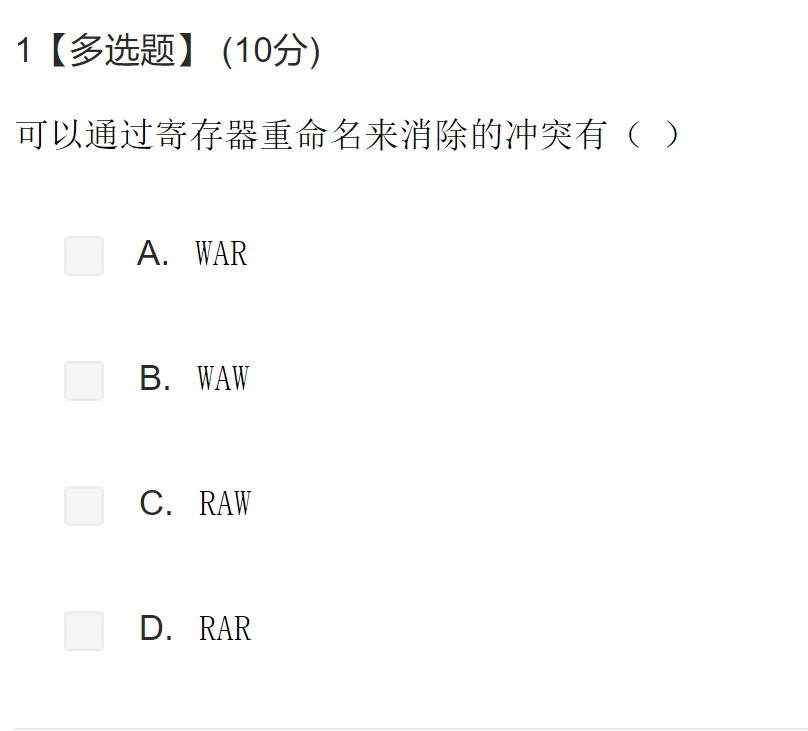 1【多选题】 (10分)
可以通过寄存器重命名来消除的冲突有（ ）
A. WAR
B. WAW
C. RAW
D. RAR